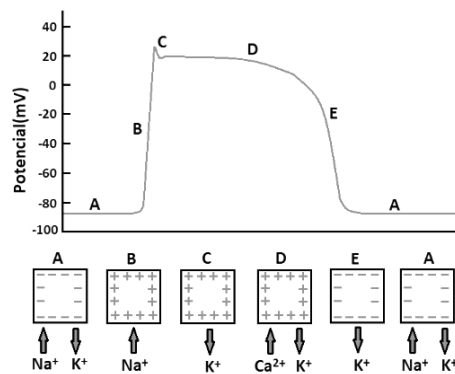 Potencial(mV)
40
20
0
-20
-40
-60
-80
-100
A
B
C
D
E
A
A B C D E A
Na⁺ K⁺ Na⁺ K⁺ Ca²⁺ K⁺ K⁺ Na⁺ K⁺